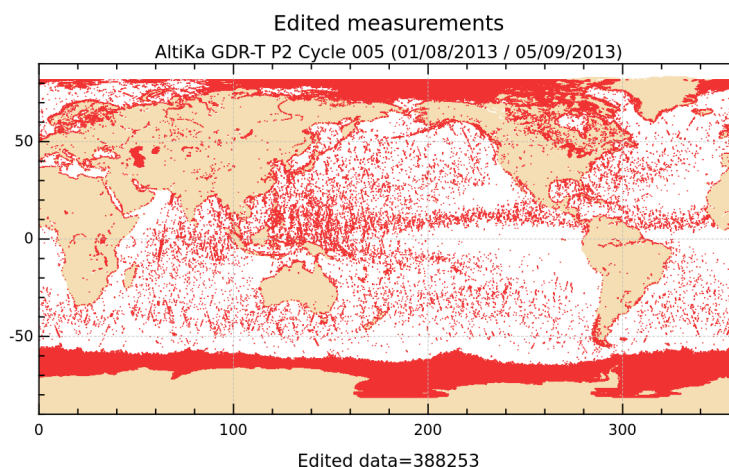 Edited measurements
AltiKa GDR-T P2 Cycle 005 (01/08/2013 / 05/09/2013)
50
0
-50
0 100 200 300
Edited data=388253